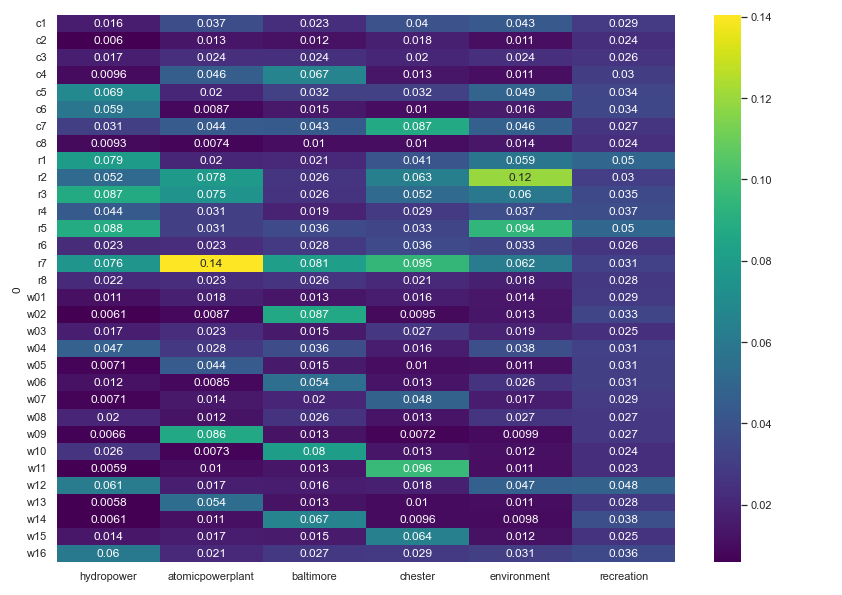 c1 0.016 0.037 0.023 0.04 0.043 0.029
c2 0.006 0.013 0.012 0.018 0.011 0.024
c3 0.017 0.024 0.024 0.02 0.024 0.026
c4 0.0096 0.046 0.067 0.013 0.011 0.03
c5 0.069 0.02 0.032 0.032 0.049 0.034
c6 0.059 0.0087 0.015 0.01 0.016 0.034
c7 0.031 0.044 0.043 0.087 0.046 0.027
c8 0.0093 0.0074 0.01 0.01 0.014 0.024
r1 0.079 0.02 0.021 0.041 0.059 0.05
r2 0.052 0.078 0.026 0.063 0.12 0.03
r3 0.087 0.075 0.026 0.052 0.06 0.035
r4 0.044 0.031 0.019 0.029 0.037 0.037
r5 0.088 0.031 0.036 0.033 0.094 0.05
r6 0.023 0.023 0.028 0.036 0.033 0.026
r7 0.076 0.14 0.081 0.095 0.062 0.031
r8 0.022 0.023 0.026 0.021 0.018 0.028
w01 0.011 0.018 0.013 0.016 0.014 0.029
w02 0.0061 0.0087 0.087 0.0095 0.013 0.033
w03 0.017 0.023 0.015 0.027 0.019 0.025
w04 0.047 0.028 0.036 0.016 0.038 0.031
w05 0.0071 0.044 0.015 0.01 0.011 0.031
w06 0.012 0.0085 0.054 0.013 0.026 0.031
w07 0.0071 0.014 0.02 0.048 0.017 0.029
w08 0.02 0.012 0.026 0.013 0.027 0.027
w09 0.0066 0.086 0.013 0.0072 0.0099 0.027
w10 0.026 0.0073 0.08 0.013 0.012 0.024
w11 0.0059 0.01 0.013 0.096 0.011 0.023
w12 0.061 0.017 0.016 0.018 0.047 0.048
w13 0.0058 0.054 0.013 0.01 0.011 0.028
w14 0.0061 0.011 0.067 0.0096 0.0098 0.038
w15 0.014 0.017 0.015 0.064 0.012 0.025
w16 0.06 0.021 0.027 0.029 0.031 0.036
hydropower atomicpowerplant baltimore chester environment recreation
0
0.14
0.12
0.10
0.08
0.06
0.04
0.02